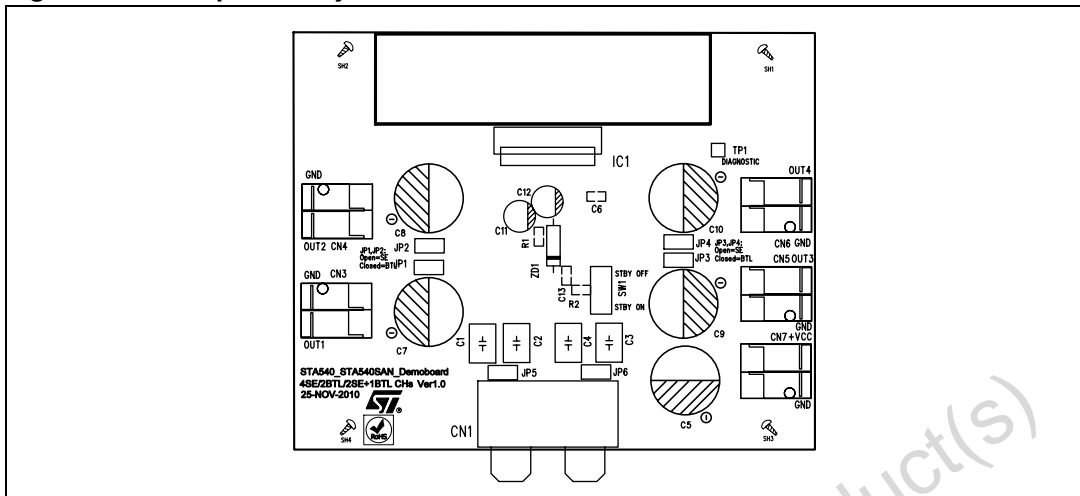 SH2
SH1
IC1
TP1
DIAGNOSTIC
GND
OUT4
C12
C6
C8
C11
C10
OUT2 CN4
R1
JP2
JP4
JP1,JP2:
Open=SE
Closed=BTL
JP3,JP4:
Open=SE
Closed=BTL
CN6 GND
JP1
JP3
CN5 OUT3
GND CN3
ZD1
C13
R2
STBY OFF
SW1
STBY ON
OUT1
C7
C9
GND
CN7 +VCC
C1
C2
C4
C3
STA540_STA540SAN_Demoboard
4SE/2BTL/2SE+1BTL CHs Ver1.0
25-NOV-2010
JP5
JP6
GND
ST
RoHS
SH4
CN1
C5
SH3
duct(s)